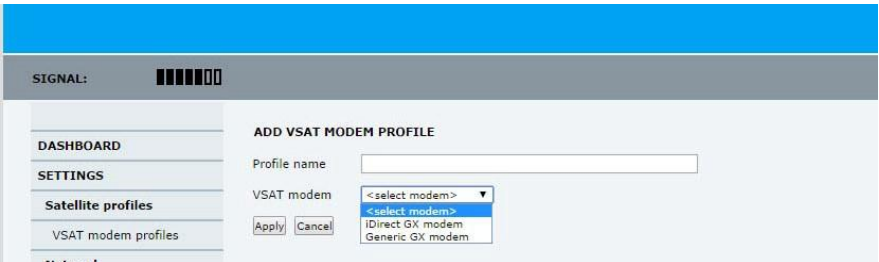 SIGNAL:
DASHBOARD
SETTINGS
Satellite profiles
VSAT modem profiles
ADD VSAT MODEM PROFILE
Profile name
VSAT modem <select modem> ▼
<select modem>
iDirect GX modem
Generic GX modem
Apply Cancel